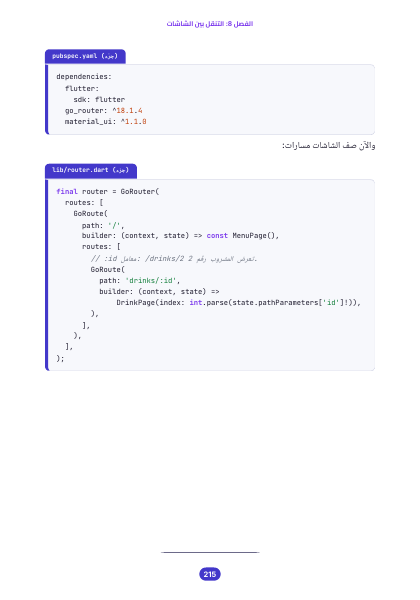 الفصل 8: التنقل بين الشاشات
pubspec.yaml (جزء)
dependencies:
  flutter:
    sdk: flutter
  go_router: ^18.1.4
  material_ui: ^1.1.0
والآن صف الشاشات مسارات:
lib/router.dart (جزء)
final router = GoRouter(
  routes: [
    GoRoute(
      path: '/',
      builder: (context, state) => const MenuPage(),
      routes: [
        // :id معامل: /drinks/2 تعرض المشروب رقم 2.
        GoRoute(
          path: 'drinks/:id',
          builder: (context, state) =>
              DrinkPage(index: int.parse(state.pathParameters['id']!)),
        ),
      ],
    ),
  ],
);
215